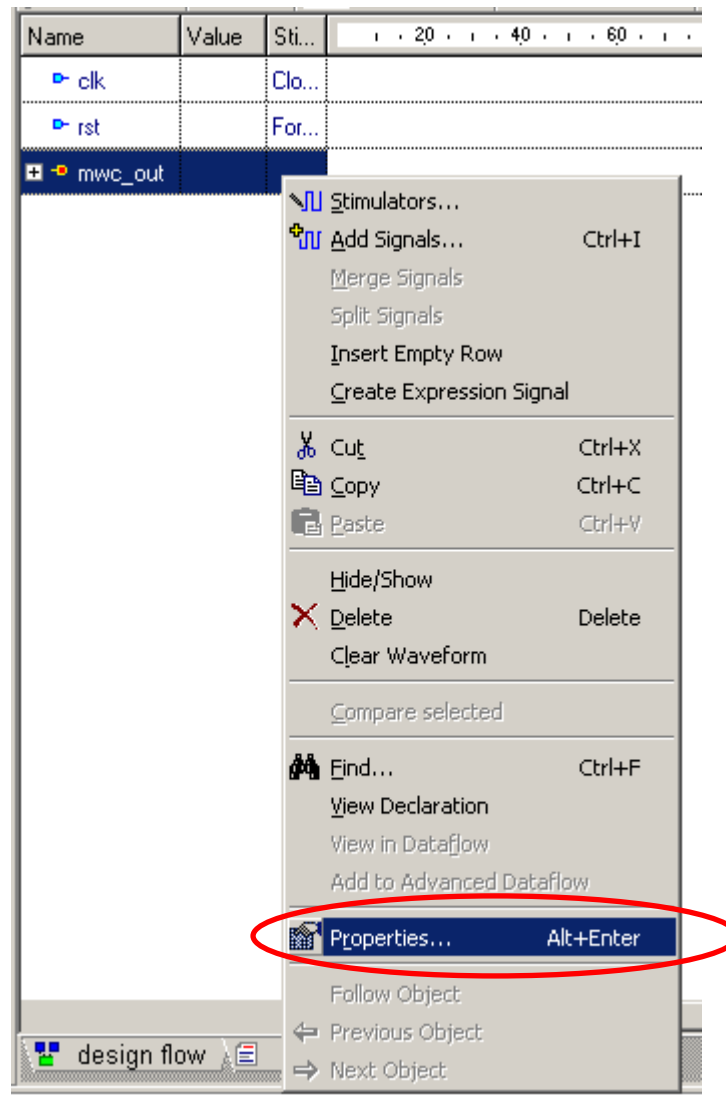 Name Value Sti... 20 40 60
clk Clo...
rst For...
mwc_out
Stimulators...
Add Signals... Ctrl+I
Merge Signals
Split Signals
Insert Empty Row
Create Expression Signal
Cut Ctrl+X
Copy Ctrl+C
Paste Ctrl+V
Hide/Show
Delete Delete
Clear Waveform
Compare selected
Find... Ctrl+F
View Declaration
View in Dataflow
Add to Advanced Dataflow
Properties... Alt+Enter
Follow Object
Previous Object
design flow
Next Object